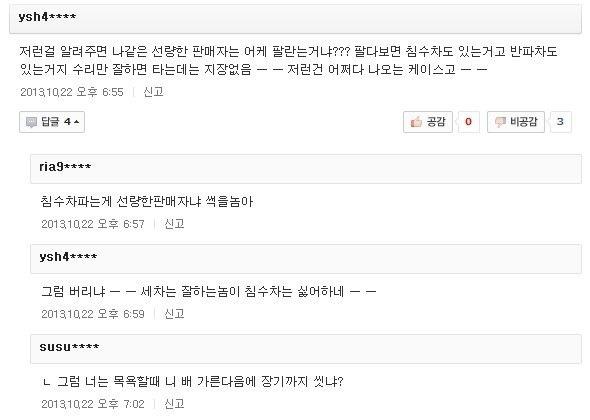 ysh4****
저런걸 알려주면 나같은 선량한 판매자는 어케 팔란는거냐??? 팔다보면 침수차도 있는거고 반파차도
있는거지 수리만 잘하면 타는데는 지장없음 ㅡ ㅡ 저런건 어쩌다 나오는 케이스고 ㅡ ㅡ
2013.10.22 오후 6:55 | 신고
답글 4 공감 0 비공감 3
ria9****
침수차파는게 선량한판매자냐 썩을놈아
2013.10.22 오후 6:57 | 신고
ysh4****
그럼 버리냐 ㅡ ㅡ 세차는 잘하는놈이 침수차는 싫어하네 ㅡ ㅡ
2013.10.22 오후 6:59 | 신고
susu****
ㄴ 그럼 너는 목욕할때 니 배 가른다음에 장기까지 씻냐?
2013.10.22 오후 7:02 | 신고